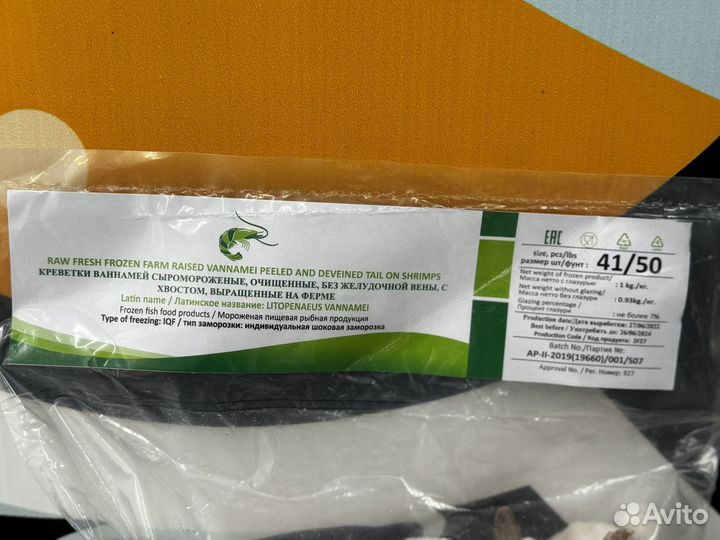 RAW FRESH FROZEN FARM RAISED VANNAMEI PEELED AND DEVEINED TAIL ON SHRIMPS
КРЕВЕТКИ ВАННАМЕЙ СЫРОМОРОЖЕНЫЕ, ОЧИЩЕННЫЕ, БЕЗ ЖЕЛУДОЧНОЙ ВЕНЫ, С
ХВОСТОМ, ВЫРАЩЕННЫЕ НА ФЕРМЕ
Latin name / Латинское название: LITOPENAEUS VANNAMEI
Frozen fish food products / Мороженая пищевая рыбная продукция
Type of freezing: IQF / тип заморозки: индивидуальная шоковая заморозка
EAC
size, pcs/lbs
размер шт/фунт : 41/50
Net weight of frozen product/
Масса нетто с глазурью : 1 kg./кг.
Net weight without glazing/
Масса нетто без глазури : 0.93kg./кг.
Glazing percentage /
Процент глазури : не более 7%
Production date/Дата выработки: 27/06/2022
Best before / Употребить до: 26/06/2024
Production Code / Код продукта: 2F27
Batch No./Партия №:
AP-II-2019(19660)/001/S07
Approval No. / Рег. Номер: 927
Avito